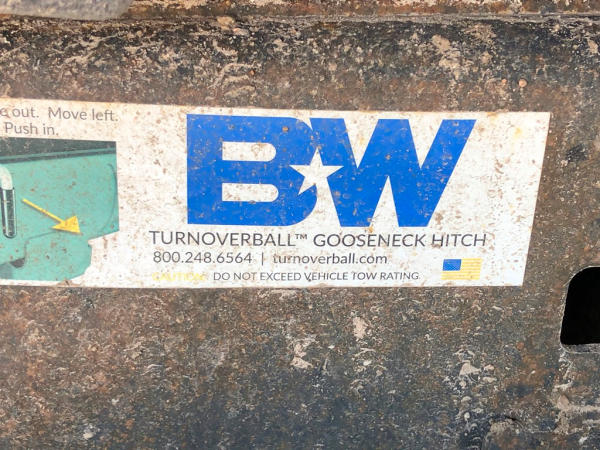 out. Move left.
Push in.
BW
TURNOVERBALL™ GOOSENECK HITCH
800.248.6564 | turnoverball.com
CAUTION: DO NOT EXCEED VEHICLE TOW RATING.